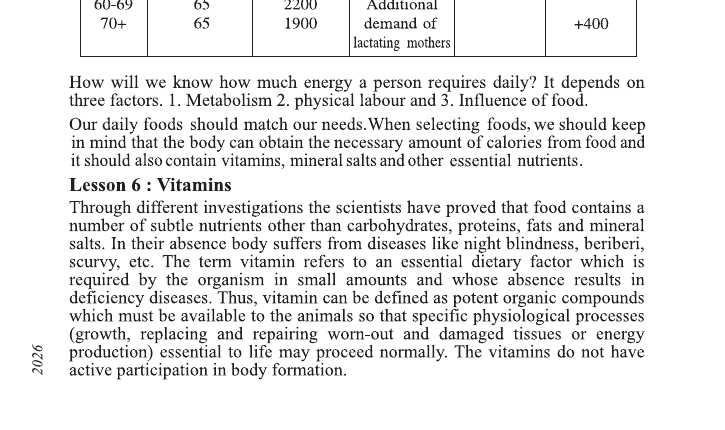 60-69 65 2200 Additional
70+ 65 1900 demand of +400
lactating mothers
How will we know how much energy a person requires daily? It depends on
three factors. 1. Metabolism 2. physical labour and 3. Influence of food.
Our daily foods should match our needs.When selecting foods, we should keep
in mind that the body can obtain the necessary amount of calories from food and
it should also contain vitamins, mineral salts and other essential nutrients.
Lesson 6 : Vitamins
Through different investigations the scientists have proved that food contains a
number of subtle nutrients other than carbohydrates, proteins, fats and mineral
salts. In their absence body suffers from diseases like night blindness, beriberi,
scurvy, etc. The term vitamin refers to an essential dietary factor which is
required by the organism in small amounts and whose absence results in
deficiency diseases. Thus, vitamin can be defined as potent organic compounds
which must be available to the animals so that specific physiological processes
(growth, replacing and repairing worn-out and damaged tissues or energy
production) essential to life may proceed normally. The vitamins do not have
active participation in body formation.
2026